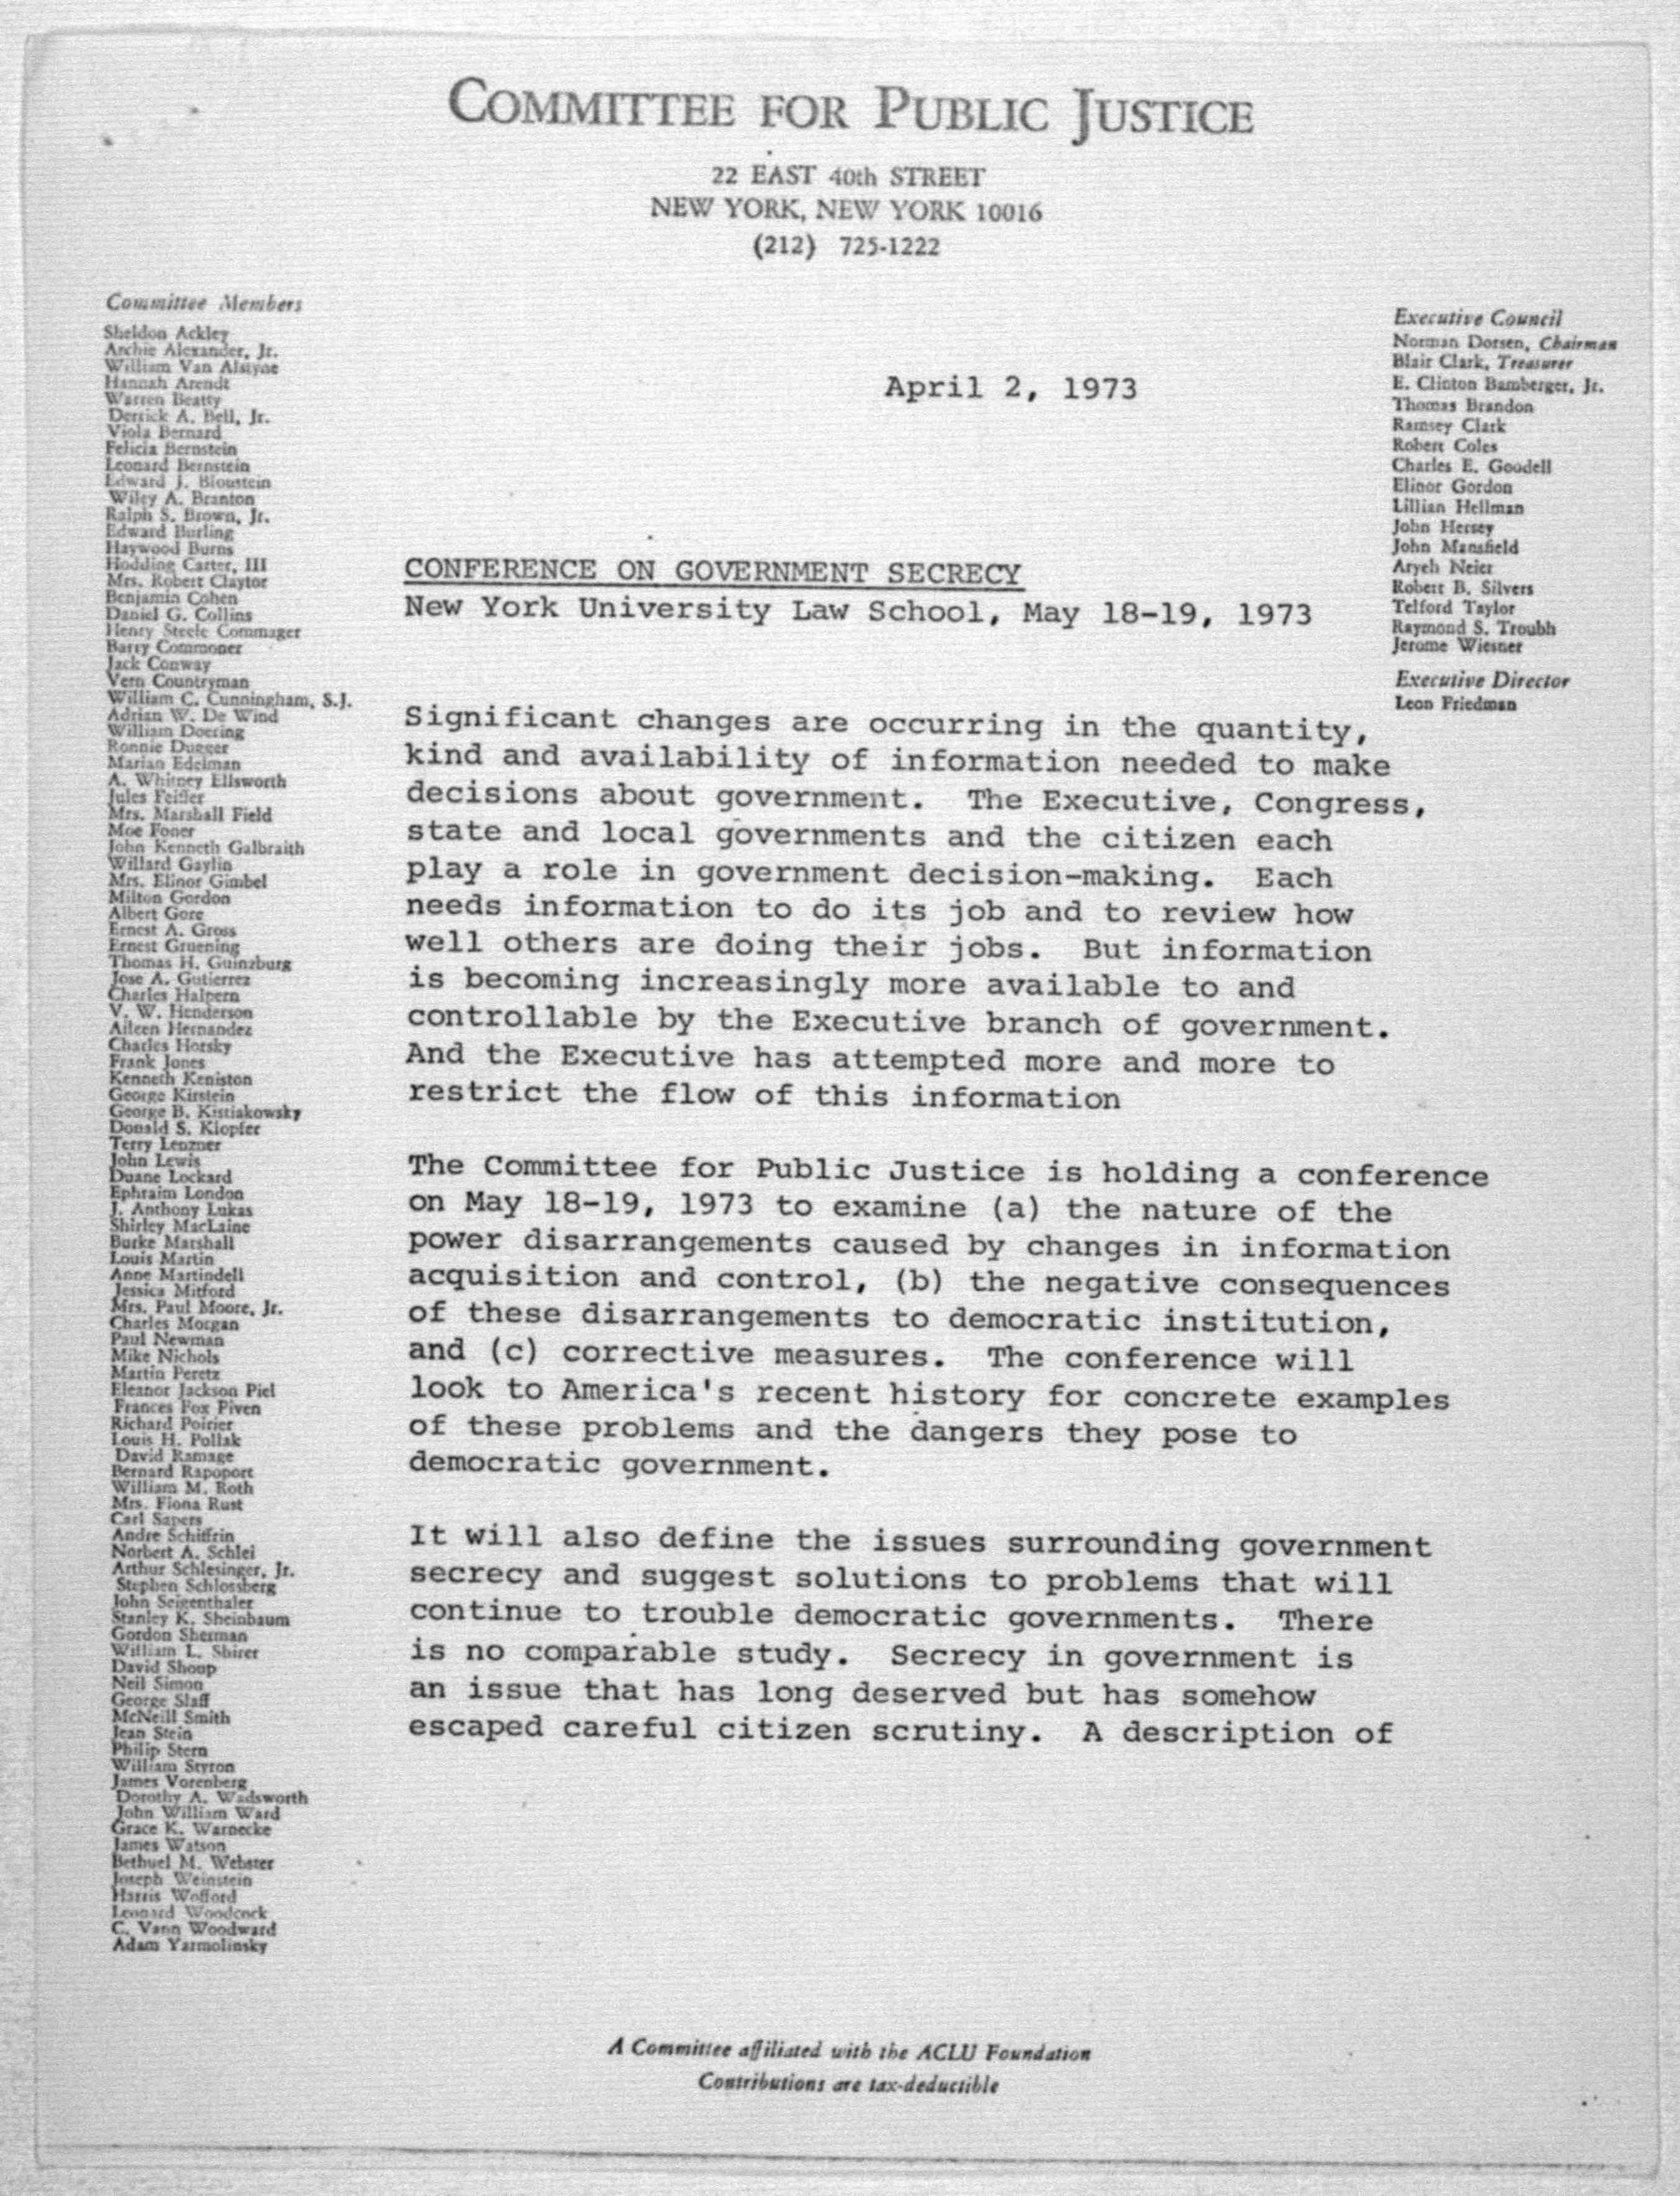 COMMITTEE FOR PUBLIC JUSTICE
22 EAST 40th STREET
NEW YORK, NEW YORK 10016
(212) 725-1222
Committee Members
Sheldon Ackley
Archie Alexander, Jr.
William Van Alstyne
Hannah Arendt
Warren Beatty
Derrick A. Bell, Jr.
Viola Bernard
Felicia Bernstein
Leonard Bernstein
Edward J. Bloustein
Wiley A. Branton
Ralph S. Brown, Jr.
Edward Burling
Haywood Burns
Hodding Carter, III
Mrs. Robert Claytor
Benjamin Cohen
Daniel G. Collins
Henry Steele Commager
Barry Commoner
Jack Conway
Vern Countryman
William C. Cunningham, S.J.
Adrian W. De Wind
William Doering
Ronnie Dugger
Marian Edelman
A. Whitney Ellsworth
Jules Feiffer
Mrs. Marshall Field
Moe Foner
John Kenneth Galbraith
Willard Gaylin
Mrs. Elinor Gimbel
Milton Gordon
Albert Gore
Ernest A. Gross
Ernest Gruening
Thomas H. Guinzburg
Jose A. Gutierrez
Charles Halpern
V. W. Henderson
Aileen Hernandez
Charles Horsky
Frank Jones
Kenneth Keniston
George Kirstein
George B. Kistiakowsky
Donald S. Klopfer
Terry Lenzner
John Lewis
Duane Lockard
Ephraim London
J. Anthony Lukas
Shirley MacLaine
Burke Marshall
Louis Martin
Anne Martindell
Jessica Mitford
Mrs. Paul Moore, Jr.
Charles Morgan
Paul Newman
Mike Nichols
Martin Peretz
Eleanor Jackson Piel
Frances Fox Piven
Richard Poirier
Louis H. Pollak
David Ramage
Bernard Rapoport
William M. Roth
Mrs. Fiona Rust
Carl Sapers
Andre Schiffrin
Norbert A. Schlei
Arthur Schlesinger, Jr.
Stephen Schlossberg
John Seigenthaler
Stanley K. Sheinbaum
Gordon Sherman
William L. Shirer
David Shoup
Neil Simon
George Slaff
McNeill Smith
Jean Stein
Philip Stern
William Styron
James Vorenberg
Dorothy A. Wadsworth
John William Ward
Grace K. Warnecke
James Watson
Bethuel M. Webster
Joseph Weinstein
Harris Wofford
Leonard Woodcock
C. Vann Woodward
Adam Yarmolinsky
Executive Council
Norman Dorsen, Chairman
Blair Clark, Treasurer
E. Clinton Bamberger, Jr.
Thomas Brandon
Ramsey Clark
Robert Coles
Charles E. Goodell
Elinor Gordon
Lillian Hellman
John Hersey
John Mansfield
Aryeh Neier
Robert B. Silvers
Telford Taylor
Raymond S. Troubh
Jerome Wiesner
Executive Director
Leon Friedman
April 2, 1973
CONFERENCE ON GOVERNMENT SECRECY
New York University Law School, May 18-19, 1973
Significant changes are occurring in the quantity,
kind and availability of information needed to make
decisions about government. The Executive, Congress,
state and local governments and the citizen each
play a role in government decision-making. Each
needs information to do its job and to review how
well others are doing their jobs. But information
is becoming increasingly more available to and
controllable by the Executive branch of government.
And the Executive has attempted more and more to
restrict the flow of this information
The Committee for Public Justice is holding a conference
on May 18-19, 1973 to examine (a) the nature of the
power disarrangements caused by changes in information
acquisition and control, (b) the negative consequences
of these disarrangements to democratic institution,
and (c) corrective measures. The conference will
look to America's recent history for concrete examples
of these problems and the dangers they pose to
democratic government.
It will also define the issues surrounding government
secrecy and suggest solutions to problems that will
continue to trouble democratic governments. There
is no comparable study. Secrecy in government is
an issue that has long deserved but has somehow
escaped careful citizen scrutiny. A description of
A Committee affiliated with the ACLU Foundation
Contributions are tax-deductible